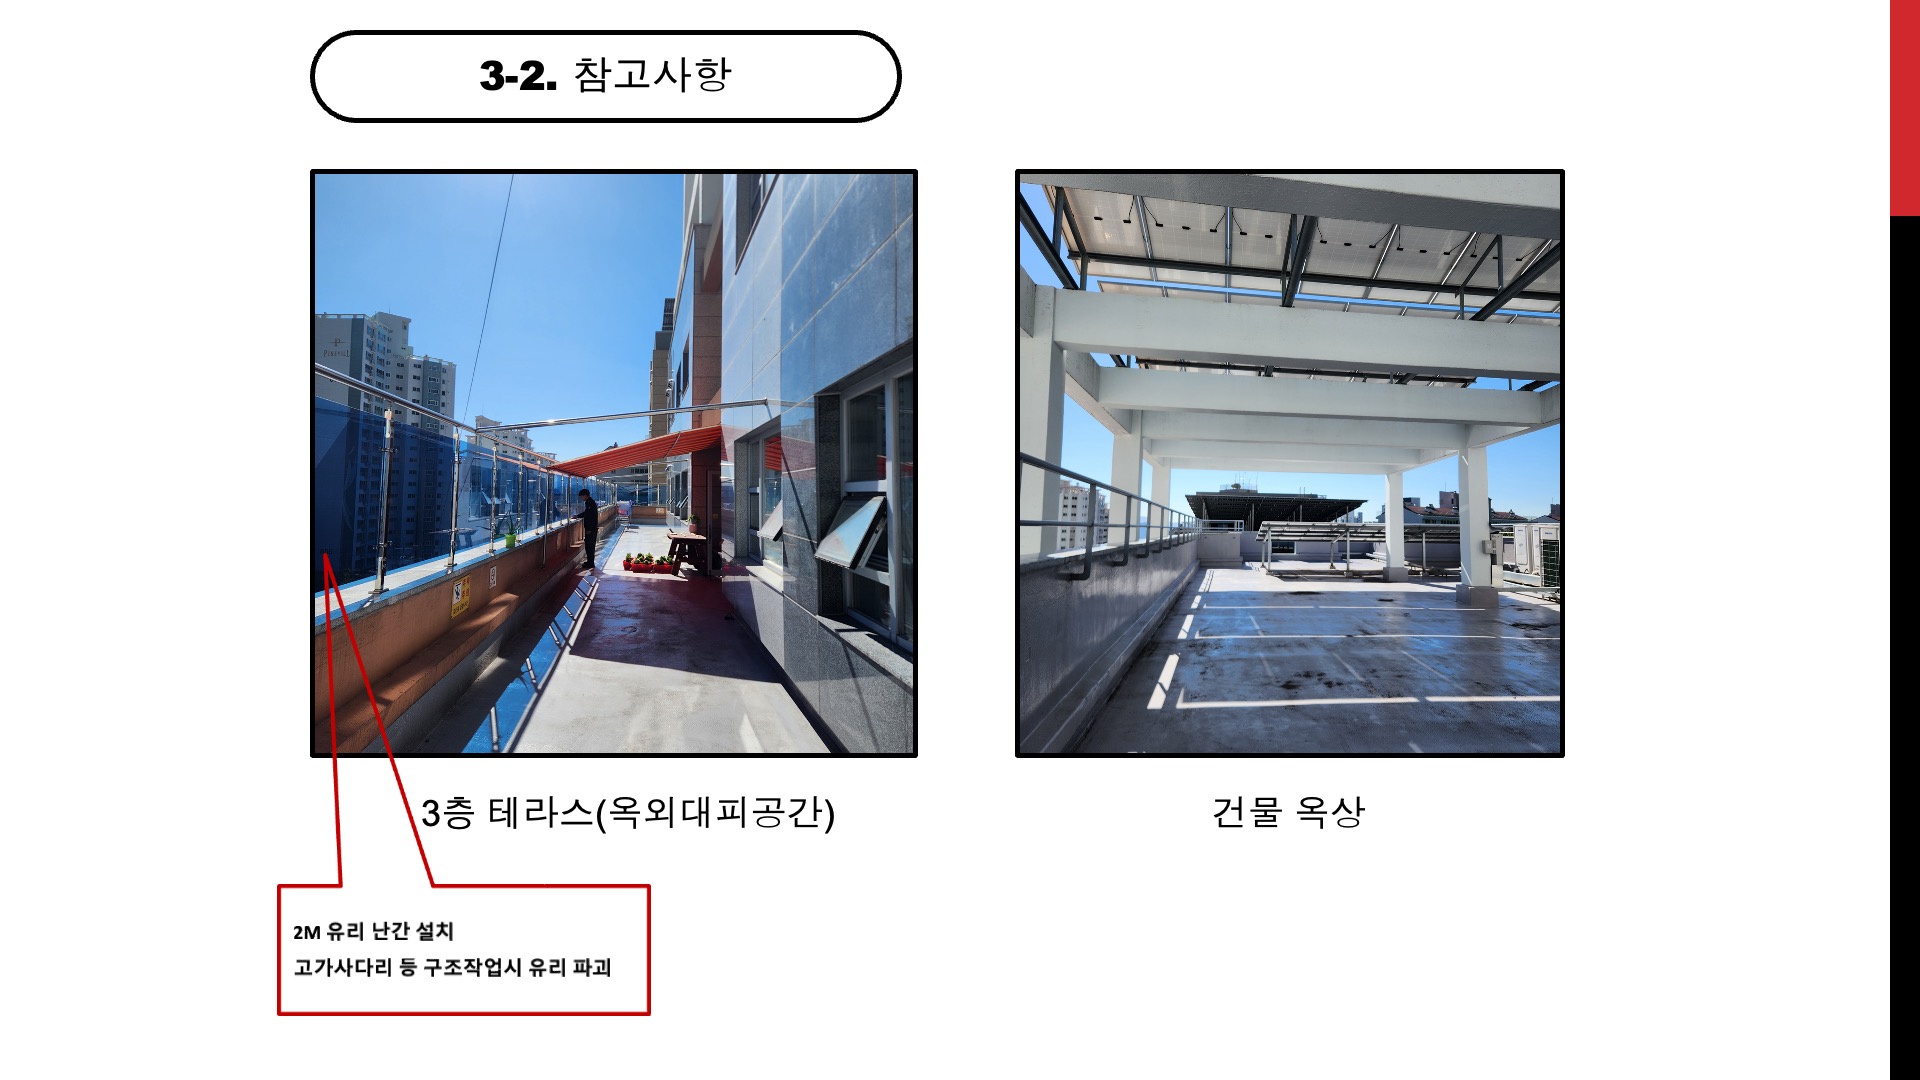 3-2. 참고사항
3층 테라스(옥외대피공간)
건물 옥상
2M 유리 난간 설치
고가사다리 등 구조작업시 유리 파괴